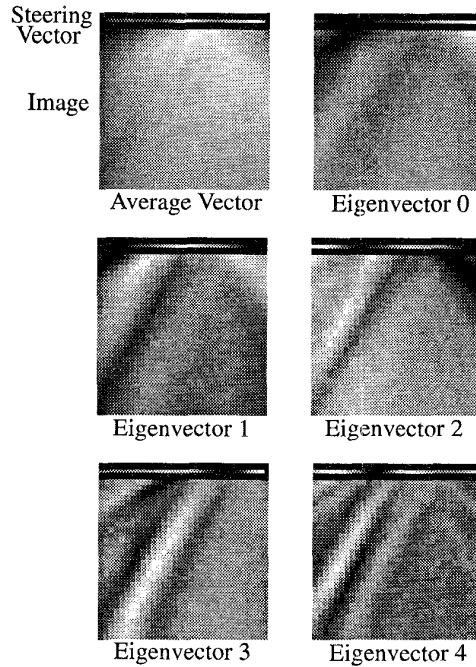 Steering
Vector
Image
Average Vector
Eigenvector 0
Eigenvector 1
Eigenvector 2
Eigenvector 3
Eigenvector 4